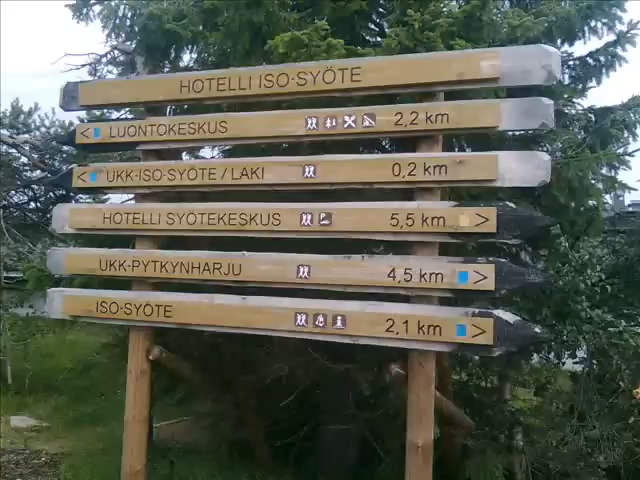 HOTELLI ISO-SYÖTE
< LUONTOKESKUS 2,2 km
< UKK-ISO-SYÖTE / LAKI 0,2 km
HOTELLI SYÖTEKESKUS 5,5 km >
UKK-PYTKYNHARJU 4,5 km >
ISO-SYÖTE 2,1 km >